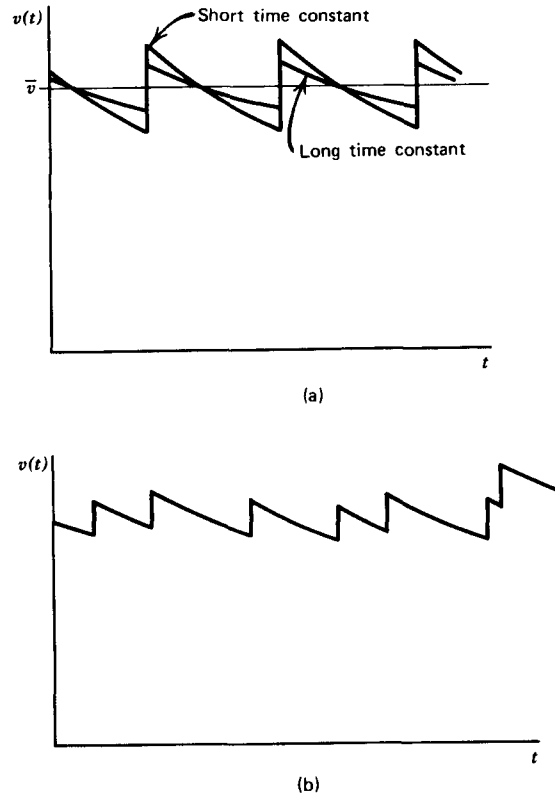 v(t)
Short time constant
v̅
Long time constant
t
(a)
v(t)
t
(b)